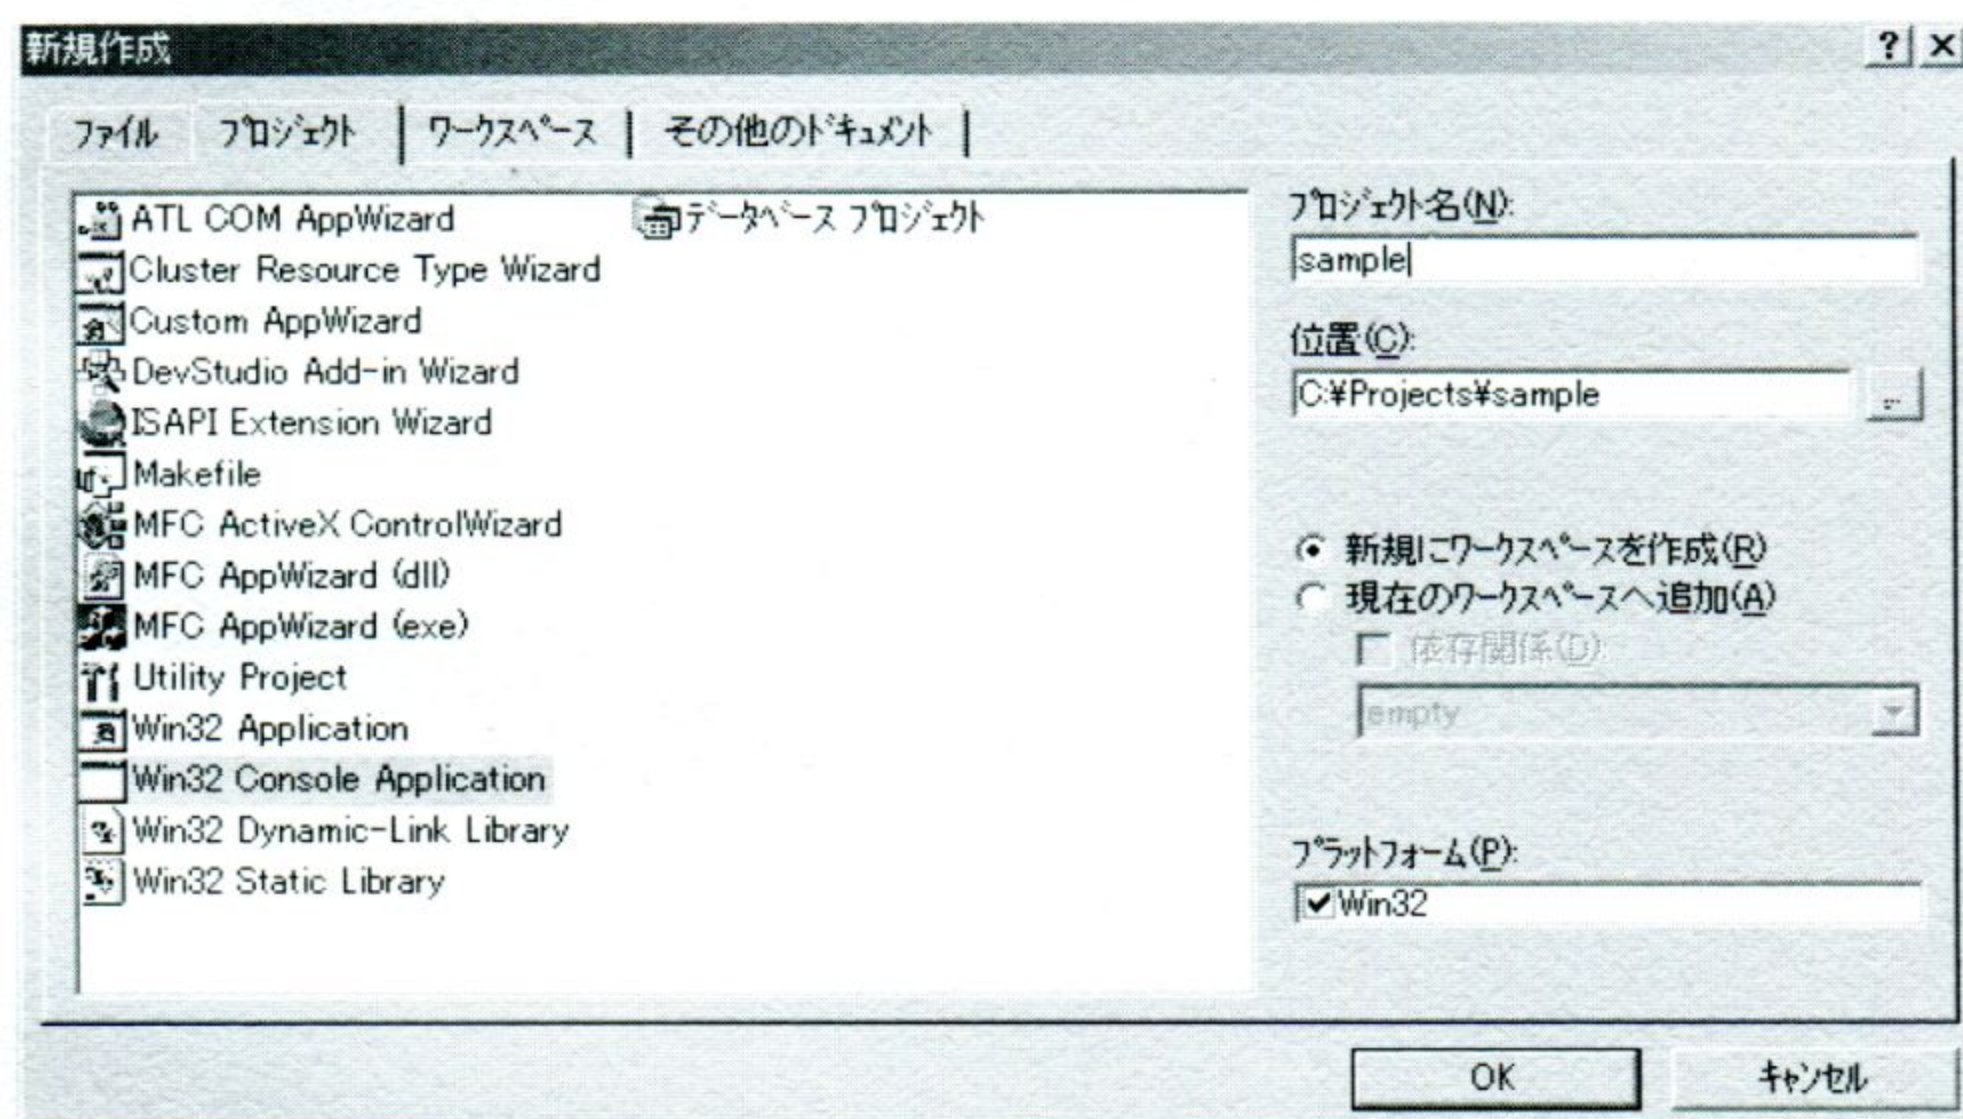 新規作成
ファイル プロジェクト ワークスペース その他のドキュメント
ATL COM AppWizard
Cluster Resource Type Wizard
Custom AppWizard
DevStudio Add-in Wizard
ISAPI Extension Wizard
Makefile
MFC ActiveX ControlWizard
MFC AppWizard (dll)
MFC AppWizard (exe)
Utility Project
Win32 Application
Win32 Console Application
Win32 Dynamic-Link Library
Win32 Static Library
データベース プロジェクト
プロジェクト名(N):
sample
位置(C):
C:¥Projects¥sample
...
新規にワークスペースを作成(R)
現在のワークスペースへ追加(A)
依存関係(D):
empty
プラットフォーム(P):
Win32
OK キャンセル